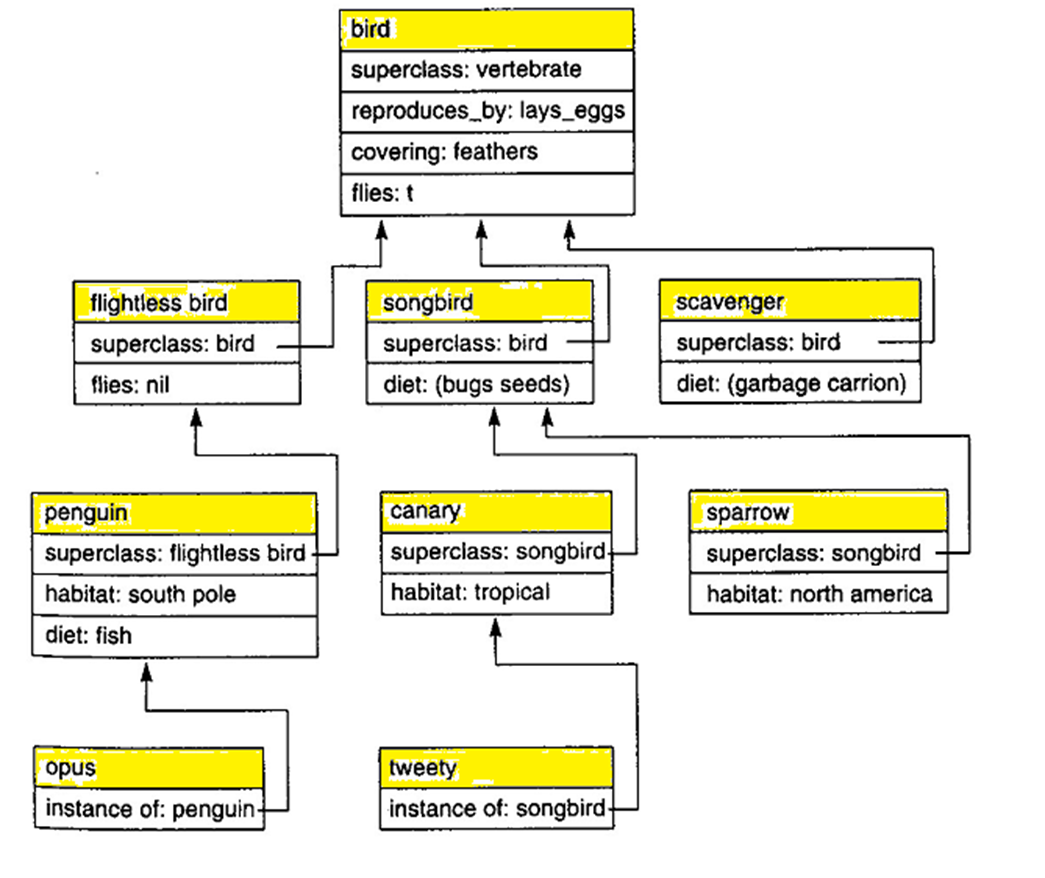 bird
superclass: vertebrate
reproduces_by: lays_eggs
covering: feathers
flies: t
flightless bird
superclass: bird
flies: nil
songbird
superclass: bird
diet: (bugs seeds)
scavenger
superclass: bird
diet: (garbage carrion)
penguin
superclass: flightless bird
habitat: south pole
diet: fish
canary
superclass: songbird
habitat: tropical
sparrow
superclass: songbird
habitat: north america
opus
instance of: penguin
tweety
instance of: songbird